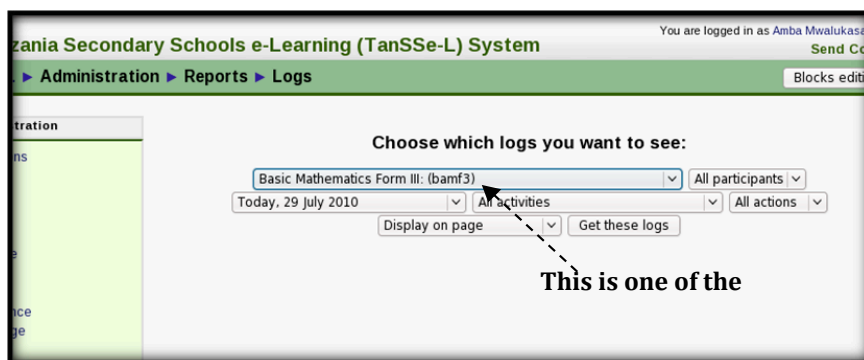 You are logged in as Amba Mwalukasa
zania Secondary Schools e-Learning (TanSSe-L) System
Send Co
► Administration ► Reports ► Logs
Blocks editi
tration
ns
Choose which logs you want to see:
Basic Mathematics Form III: (bamf3) All participants
Today, 29 July 2010 All activities All actions
Display on page Get these logs
This is one of the
nce
ge